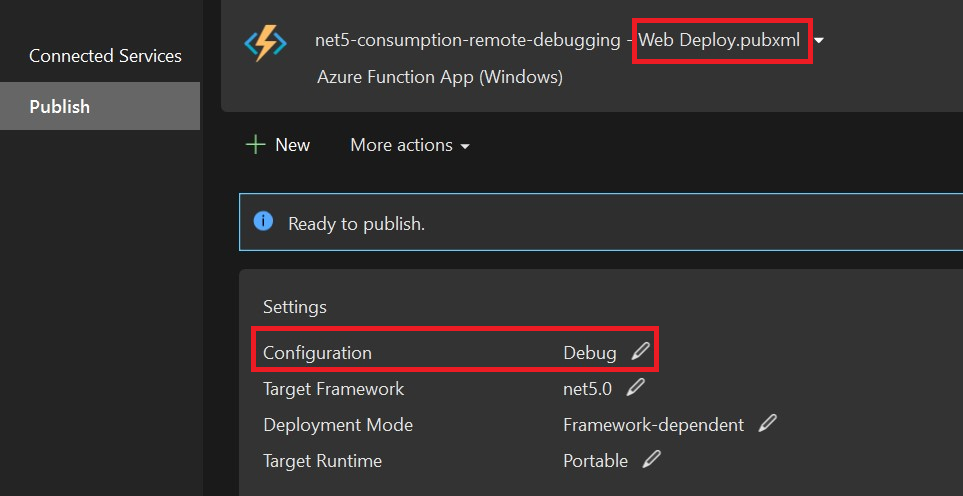 Connected Services
Publish
net5-consumption-remote-debugging - Web Deploy.pubxml
Azure Function App (Windows)
New
More actions
Ready to publish.
Settings
Configuration Debug
Target Framework net5.0
Deployment Mode Framework-dependent
Target Runtime Portable